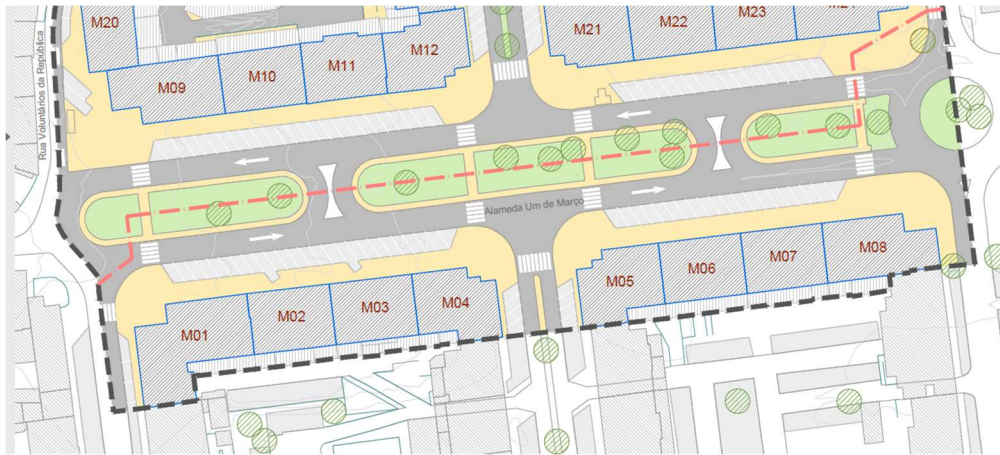 M20
M21
M22
M23
M12
M11
M10
M09
Rua Voluntários da República
Alameda Um de Março
M08
M07
M06
M05
M04
M03
M02
M01